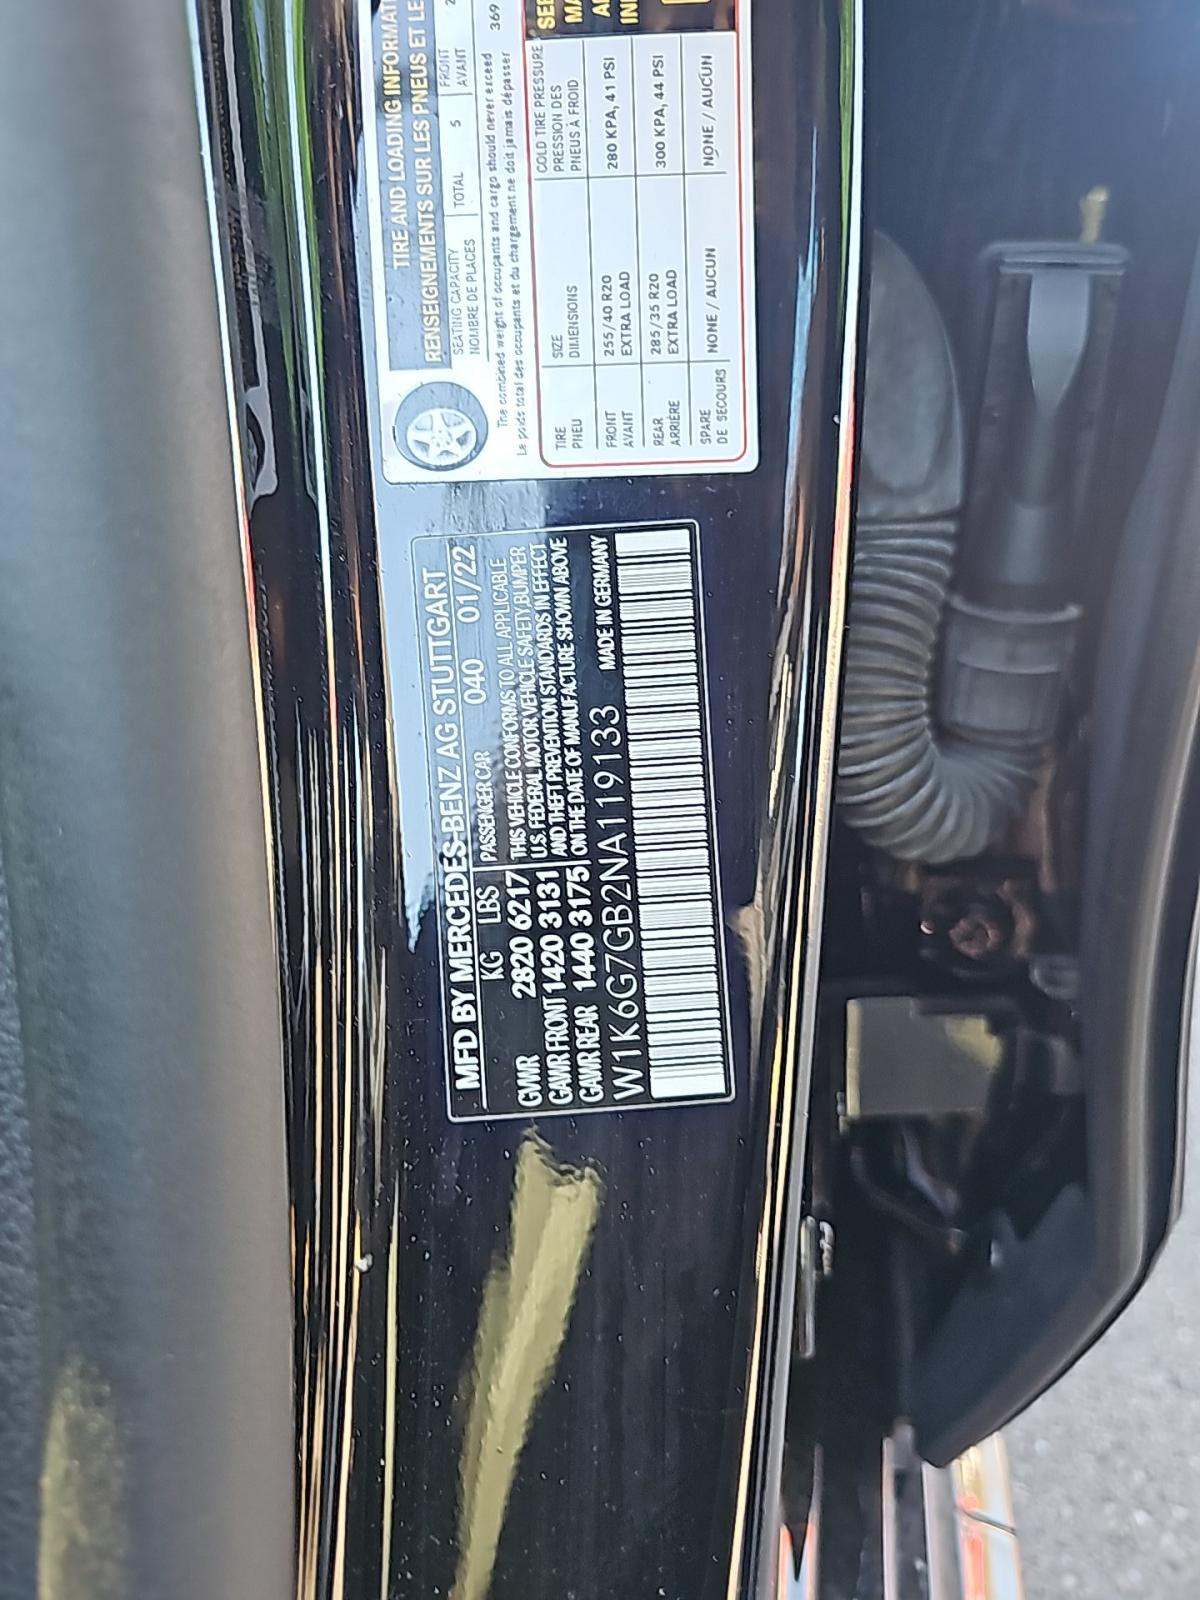 MFD BY MERCEDES-BENZ AG STUTTGART
KG LBS PASSENGER CAR 040 01/22
GVWR 2820 6217 THIS VEHICLE CONFORMS TO ALL APPLICABLE
U.S. FEDERAL MOTOR VEHICLE SAFETY, BUMPER
GAWR FRONT 1420 3131 AND THEFT PREVENTION STANDARDS IN EFFECT
GAWR REAR 1440 3175 ON THE DATE OF MANUFACTURE SHOWN ABOVE
W1K6G7GB2NA119133 MADE IN GERMANY
TIRE AND LOADING INFORMATI
RENSEIGNEMENTS SUR LES PNEUS ET LE
SEATING CAPACITY TOTAL 5 FRONT 2
NOMBRE DE PLACES AVANT
The combined weight of occupants and cargo should never exceed 369
Le poids total des occupants et du chargement ne doit jamais dépasser
TIRE SIZE COLD TIRE PRESSURE
PNEU DIMENSIONS PRESSION DES
PNEUS À FROID
FRONT 255/40 R20 280 KPA, 41 PSI
AVANT EXTRA LOAD
REAR 285/35 R20 300 KPA, 44 PSI
ARRIÈRE EXTRA LOAD
SPARE NONE / AUCUN NONE / AUCUN
DE SECOURS